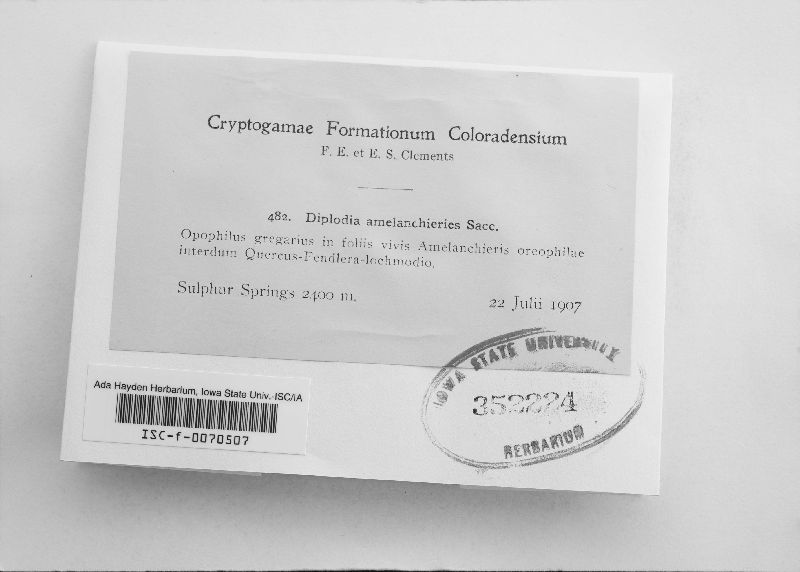 Cryptogamae Formationum Coloradensium
F. E. et E. S. Clements
482. Diplodia amelanchieries Sacc.
Opophilus gregarius in foliis vivis Amelanchieris oreophilae
interdum Quercus-Fendlera-lochmodio.
Sulphur Springs 2400 m.
22 Julii 1907
Ada Hayden Herbarium, Iowa State Univ.-ISC/IA
ISC-f-0070507
IOWA STATE UNIVERSITY
352224
HERBARIUM